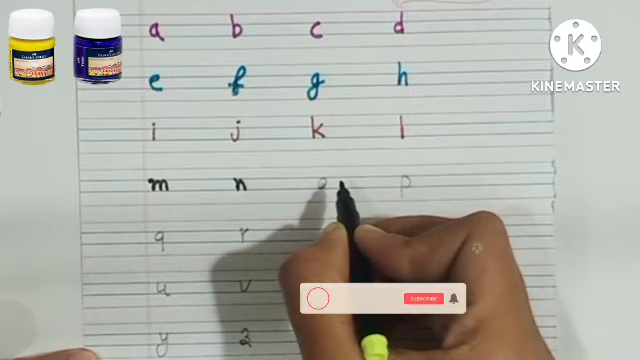 a b c d
e f g h
i j k l
m n o p
q r
u v
y z
KINEMASTER
SUBSCRIBE